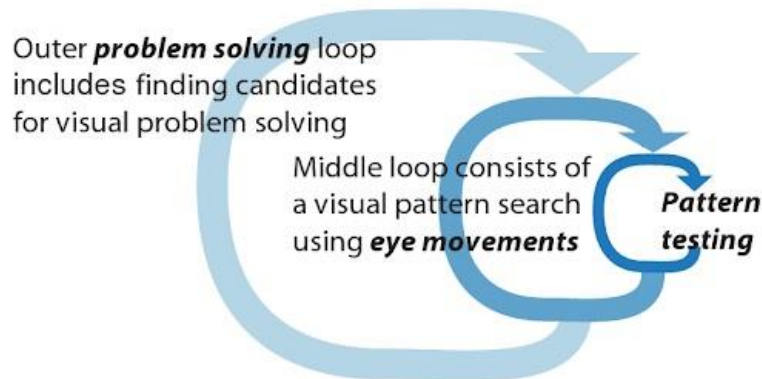 Outer problem solving loop
includes finding candidates
for visual problem solving
Middle loop consists of
a visual pattern search
using eye movements
Pattern
testing